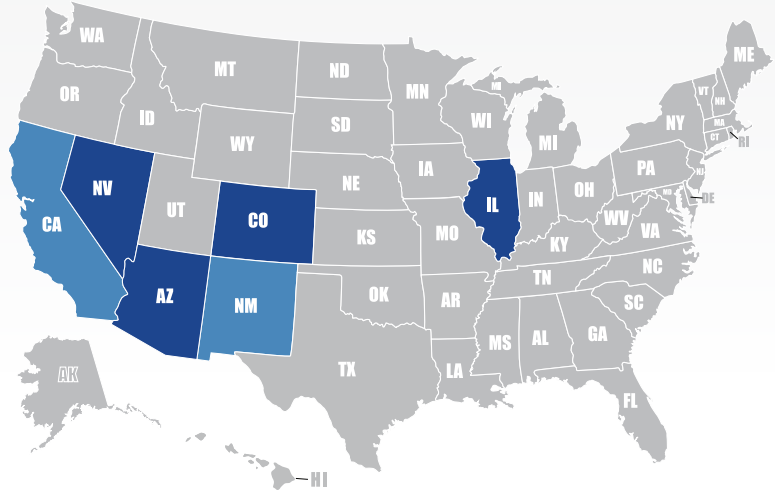 WA
MT
ND
MN
OR
ID
WY
SD
WI
MI
MI
ME
VT
NH
NY
MA
CT
RI
NV
CA
UT
CO
NE
IA
IL
IN
OH
PA
NJ
MD
DE
KS
MO
KY
WV
VA
AZ
NM
OK
AR
TN
NC
SC
TX
LA
MS
AL
GA
FL
AK
HI